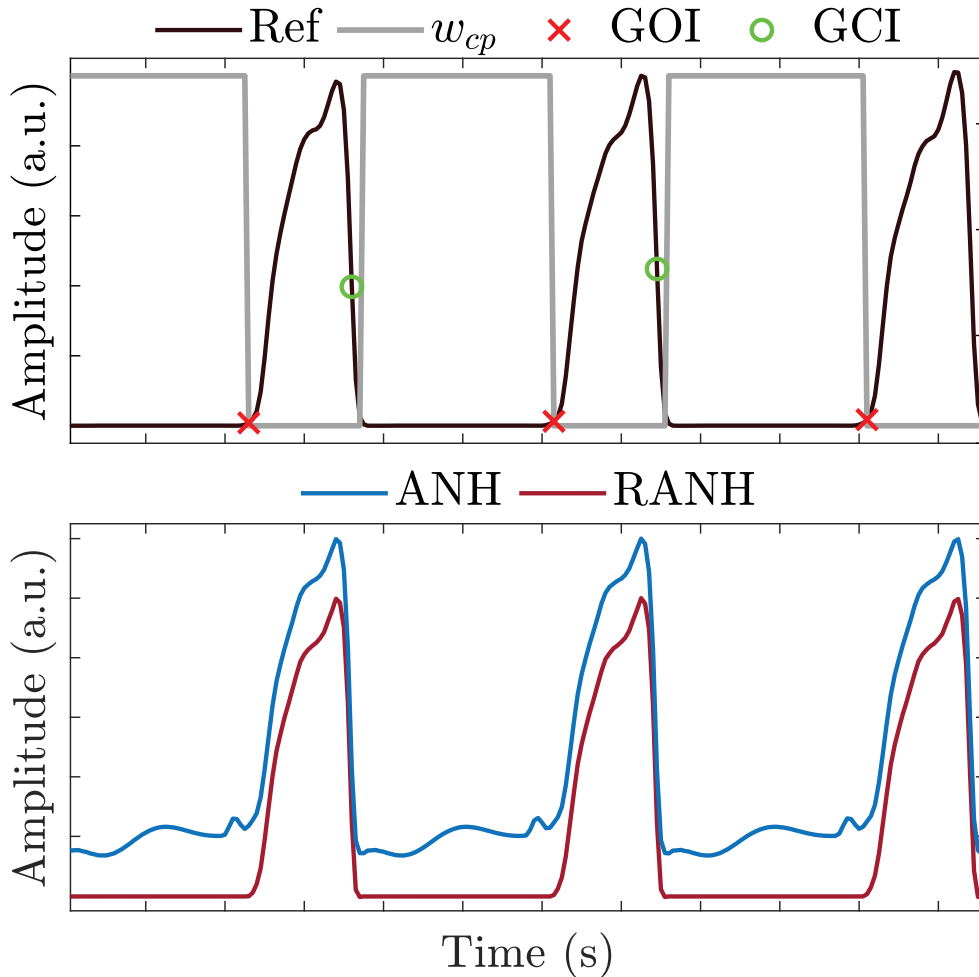 Ref w_cp GOI GCI
Amplitude (a.u.)
ANH RANH
Amplitude (a.u.)
Time (s)